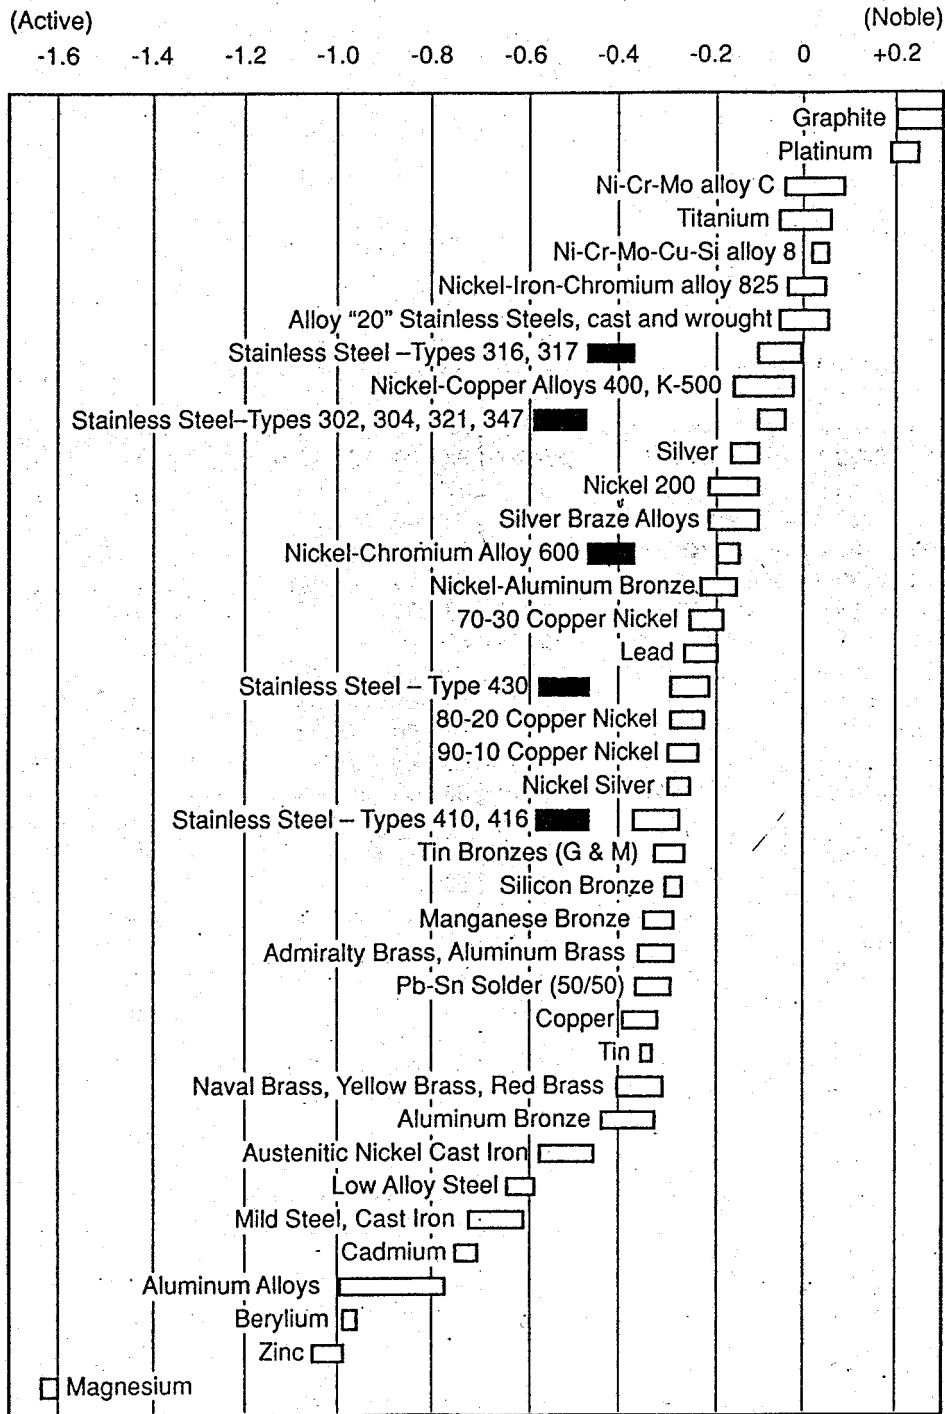 (Active) (Noble)
-1.6 -1.4 -1.2 -1.0 -0.8 -0.6 -0.4 -0.2 0 +0.2
Graphite
Platinum
Ni-Cr-Mo alloy C
Titanium
Ni-Cr-Mo-Cu-Si alloy 8
Nickel-Iron-Chromium alloy 825
Alloy “20” Stainless Steels, cast and wrought
Stainless Steel –Types 316, 317
Nickel-Copper Alloys 400, K-500
Stainless Steel–Types 302, 304, 321, 347
Silver
Nickel 200
Silver Braze Alloys
Nickel-Chromium Alloy 600
Nickel-Aluminum Bronze
70-30 Copper Nickel
Lead
Stainless Steel – Type 430
80-20 Copper Nickel
90-10 Copper Nickel
Nickel Silver
Stainless Steel – Types 410, 416
Tin Bronzes (G & M)
Silicon Bronze
Manganese Bronze
Admiralty Brass, Aluminum Brass
Pb-Sn Solder (50/50)
Copper
Tin
Naval Brass, Yellow Brass, Red Brass
Aluminum Bronze
Austenitic Nickel Cast Iron
Low Alloy Steel
Mild Steel, Cast Iron
Cadmium
Aluminum Alloys
Berylium
Zinc
Magnesium